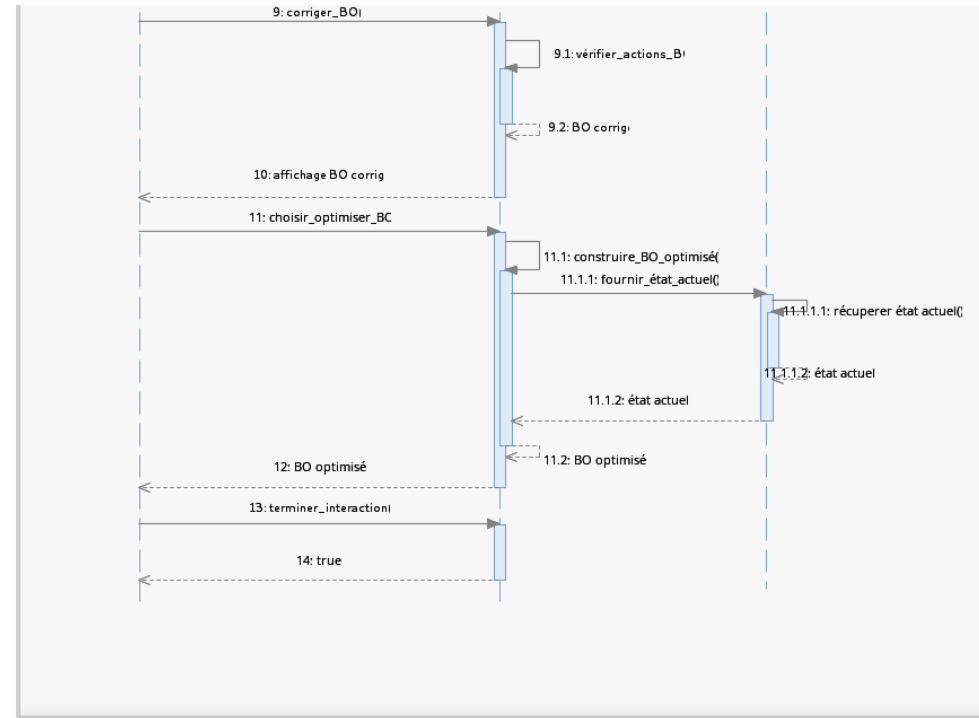 9: corriger_BO(
9.1: vérifier_actions_B
9.2: BO corrig
10: affichage BO corrig
11: choisir_optimiser_BO
11.1: construire_BO_optimisé(
11.1.1: fournir_état_actuel()
11.1.1.1: récuperer état actuel()
11.1.1.2: état actuel
11.1.2: état actuel
11.2: BO optimisé
12: BO optimisé
13: terminer_interaction(
14: true